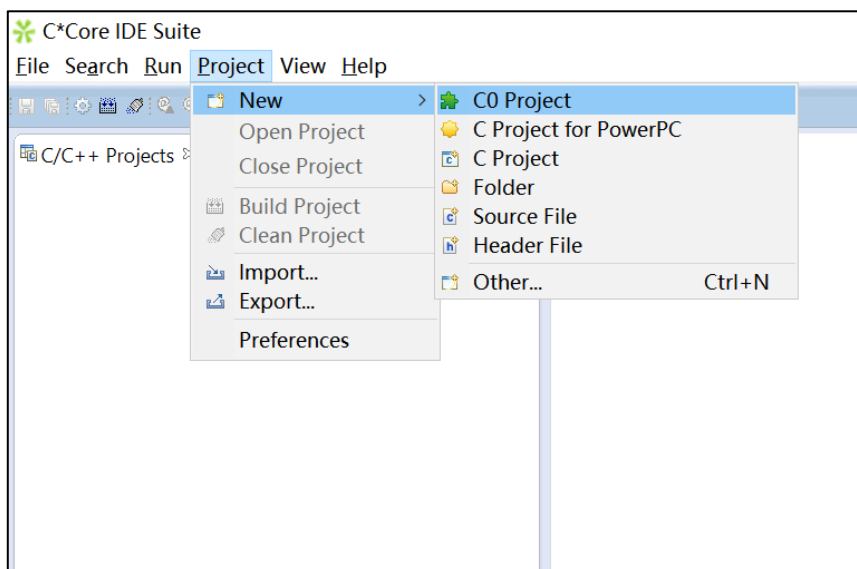 C*Core IDE Suite
File Search Run Project View Help
New
Open Project
Close Project
Build Project
Clean Project
Import...
Export...
Preferences
C0 Project
C Project for PowerPC
C Project
Folder
Source File
Header File
Other... Ctrl+N
C/C++ Projects